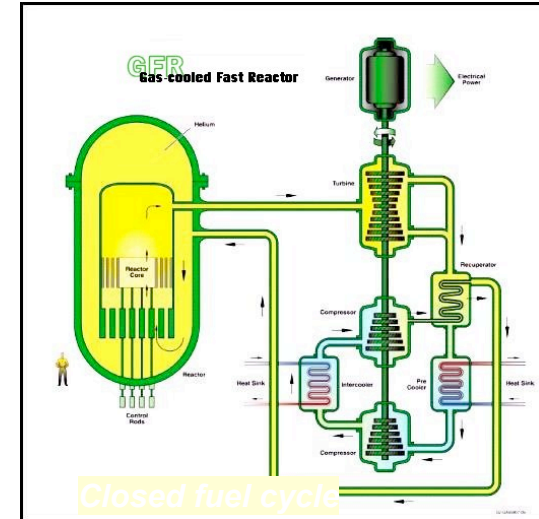 GFR
Gas-cooled Fast Reactor
Generator
Electrical
Power
Helium
Turbine
Reactor
Core
Recuperator
Compressor
Reactor
Heat Sink
Intercooler
Pre
Cooler
Heat Sink
Control
Rods
Compressor
Closed fuel cycle